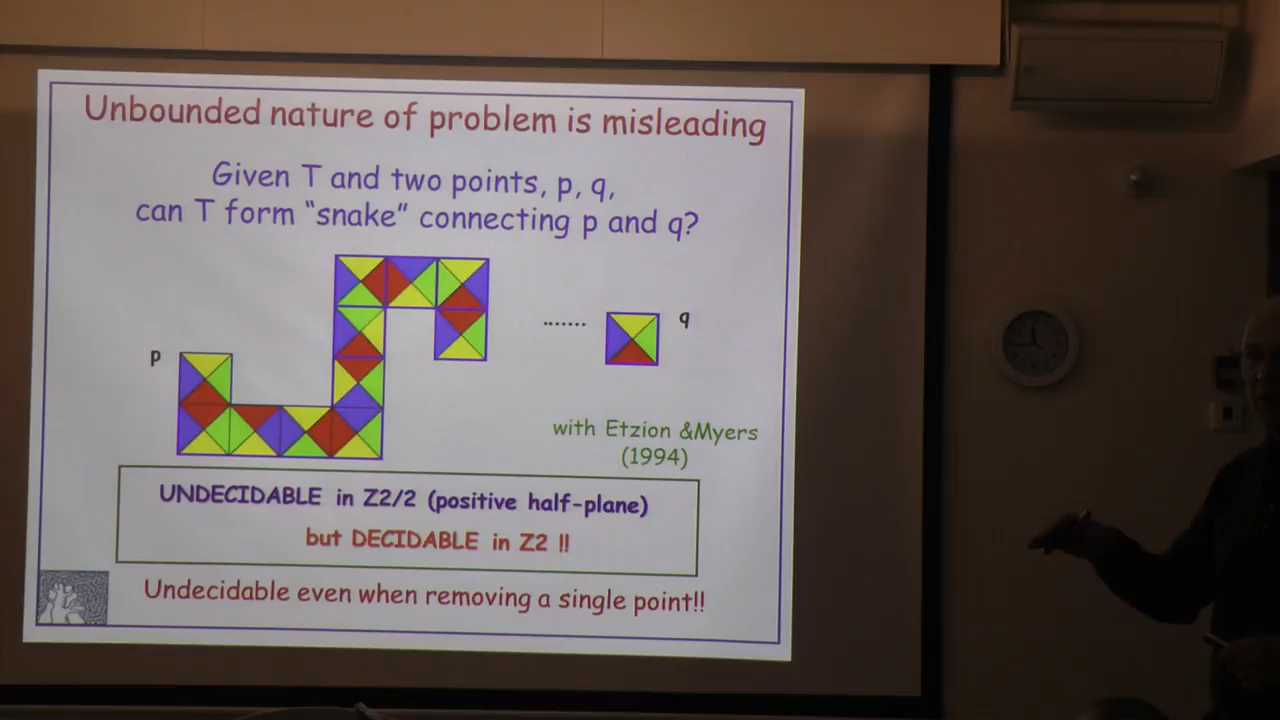 Unbounded nature of problem is misleading
Given T and two points, p, q,
can T form “snake” connecting p and q?
.......
q
p
with Etzion &Myers
(1994)
UNDECIDABLE in Z2/2 (positive half-plane)
but DECIDABLE in Z2 !!
Undecidable even when removing a single point!!